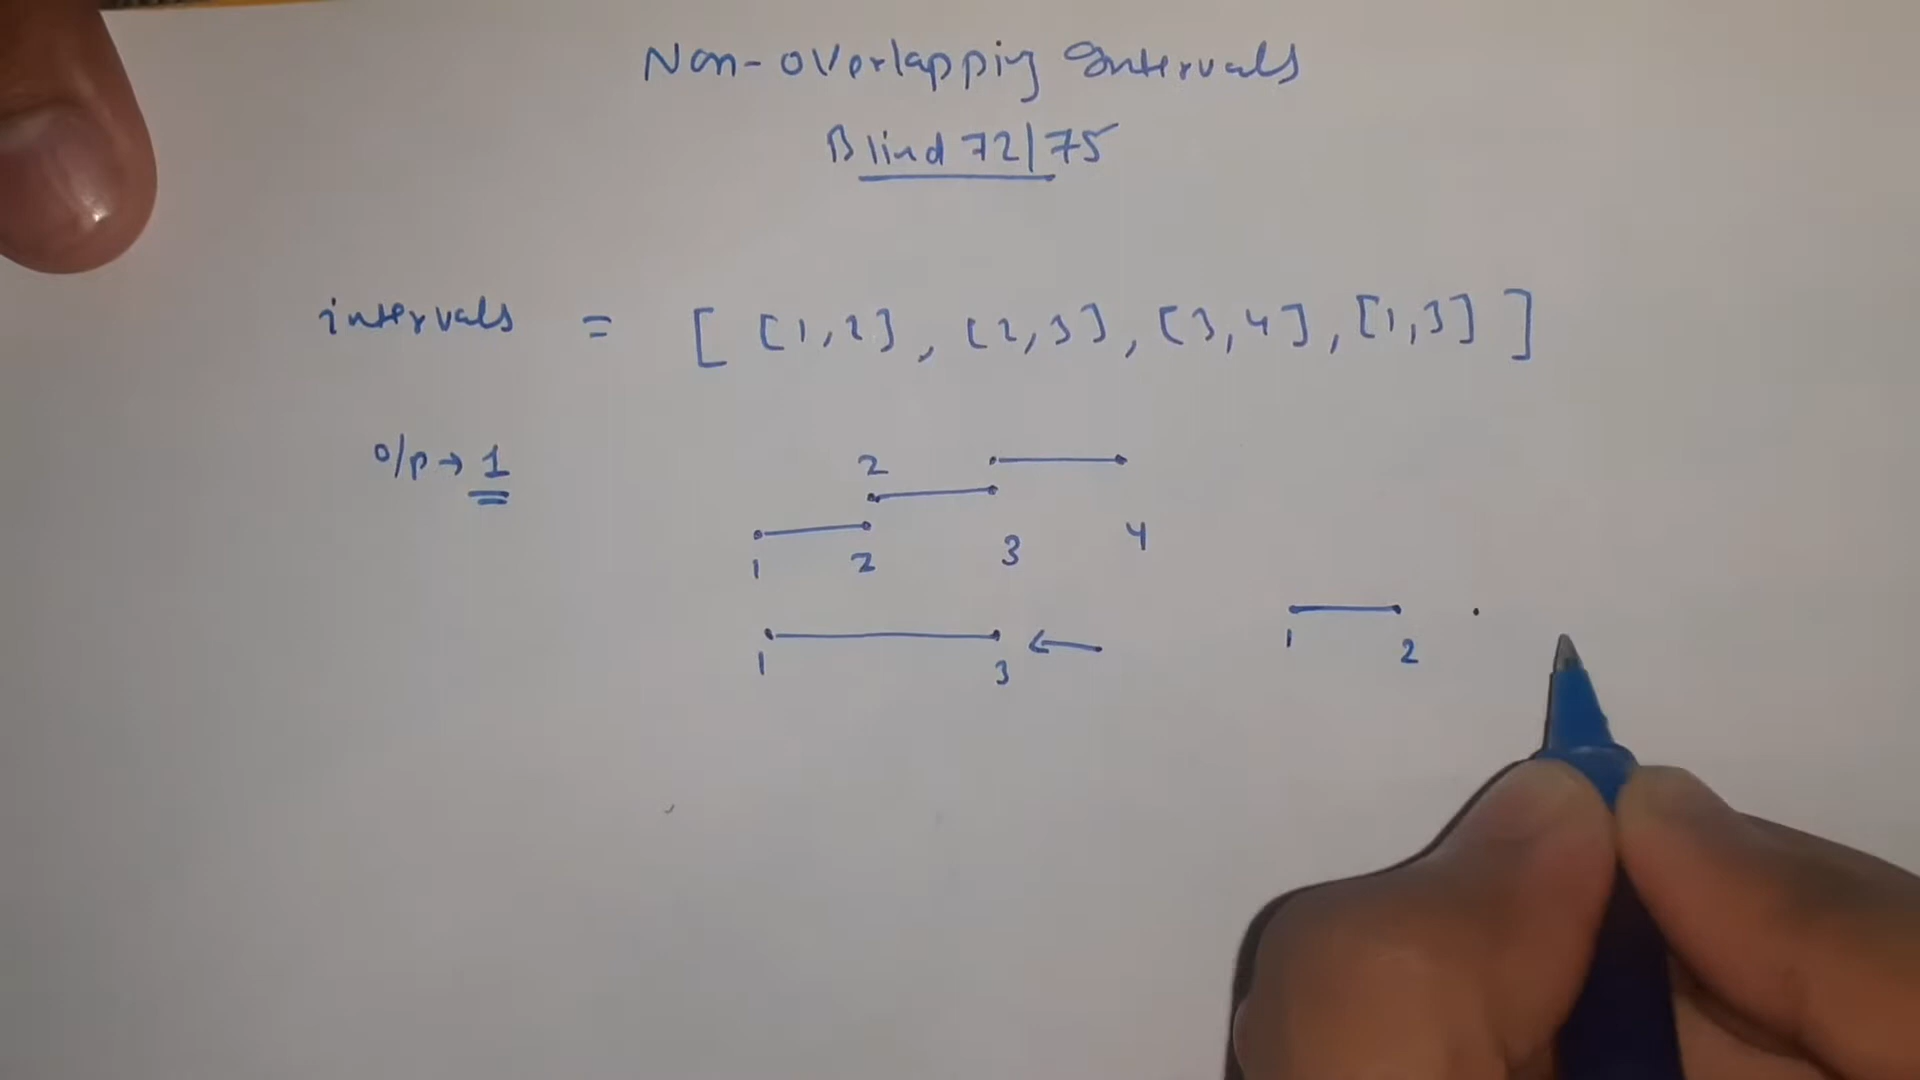 Non-overlapping Intervals
Blind 72/75
intervals = [ [1,2], [2,3], [3,4], [1,3] ]
o/p → 1
2
1 2 3 4
1 3
1 2